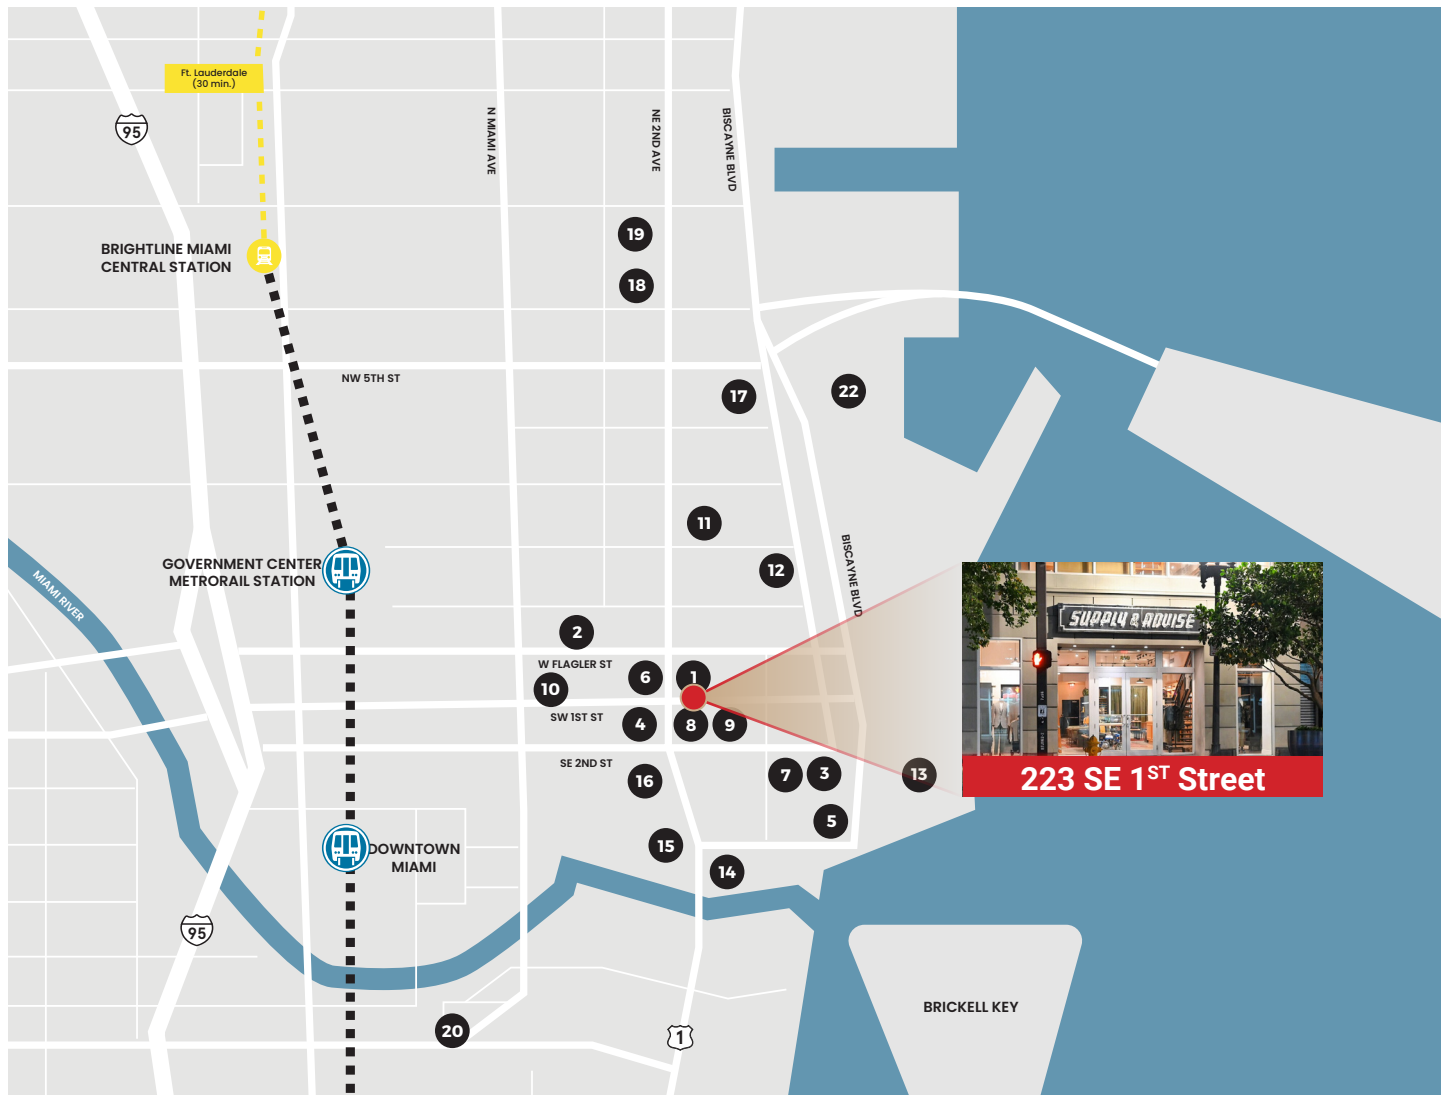 Ft. Lauderdale
(30 min.)
95
N MIAMI AVE
NE 2ND AVE
BISCAYNE BLVD
19
BRIGHTLINE MIAMI
CENTRAL STATION
18
NW 5TH ST
17
22
11
BISCAYNE BLVD
GOVERNMENT CENTER
METRORAIL STATION
12
MIAMI RIVER
2
SUPPLY & ADVISE
W FLAGLER ST
6
1
10
SW 1ST ST
4
8
9
SE 2ND ST
16
7
3
13
223 SE 1ST Street
5
15
DOWNTOWN
MIAMI
14
95
BRICKELL KEY
20
1